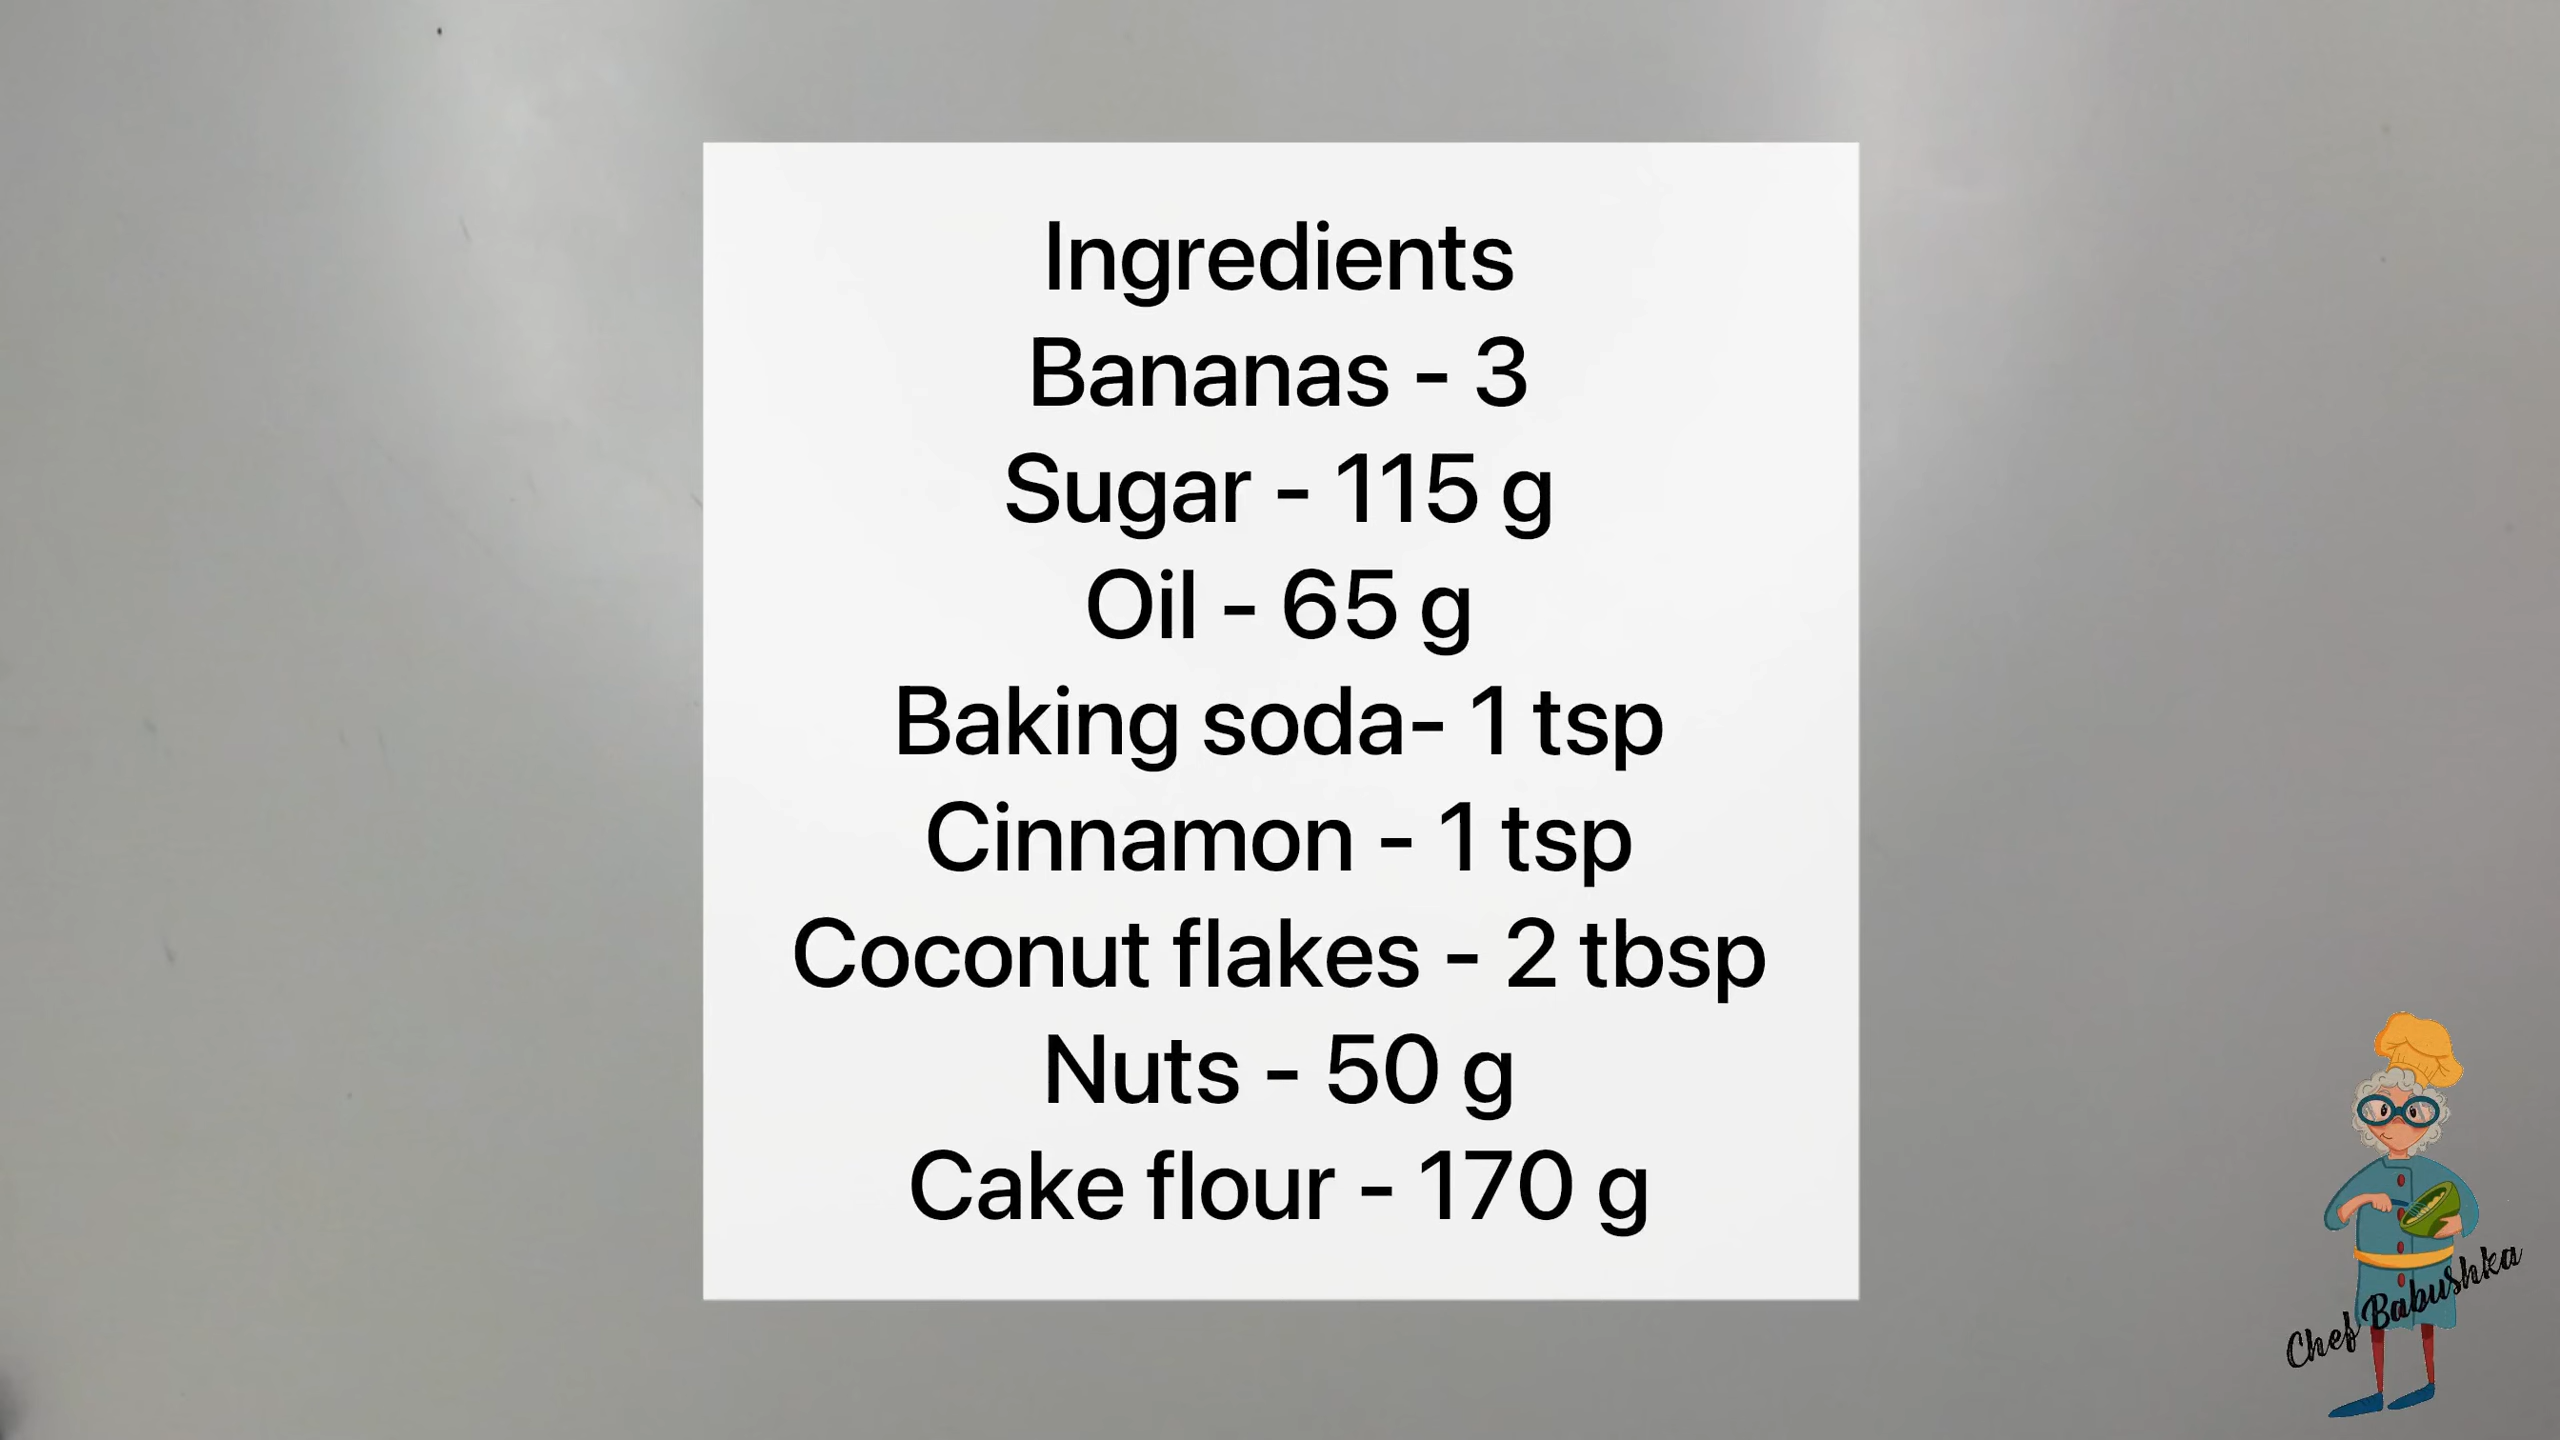 Ingredients
Bananas - 3
Sugar - 115 g
Oil - 65 g
Baking soda- 1 tsp
Cinnamon - 1 tsp
Coconut flakes - 2 tbsp
Nuts - 50 g
Cake flour - 170 g
Chef Babushka